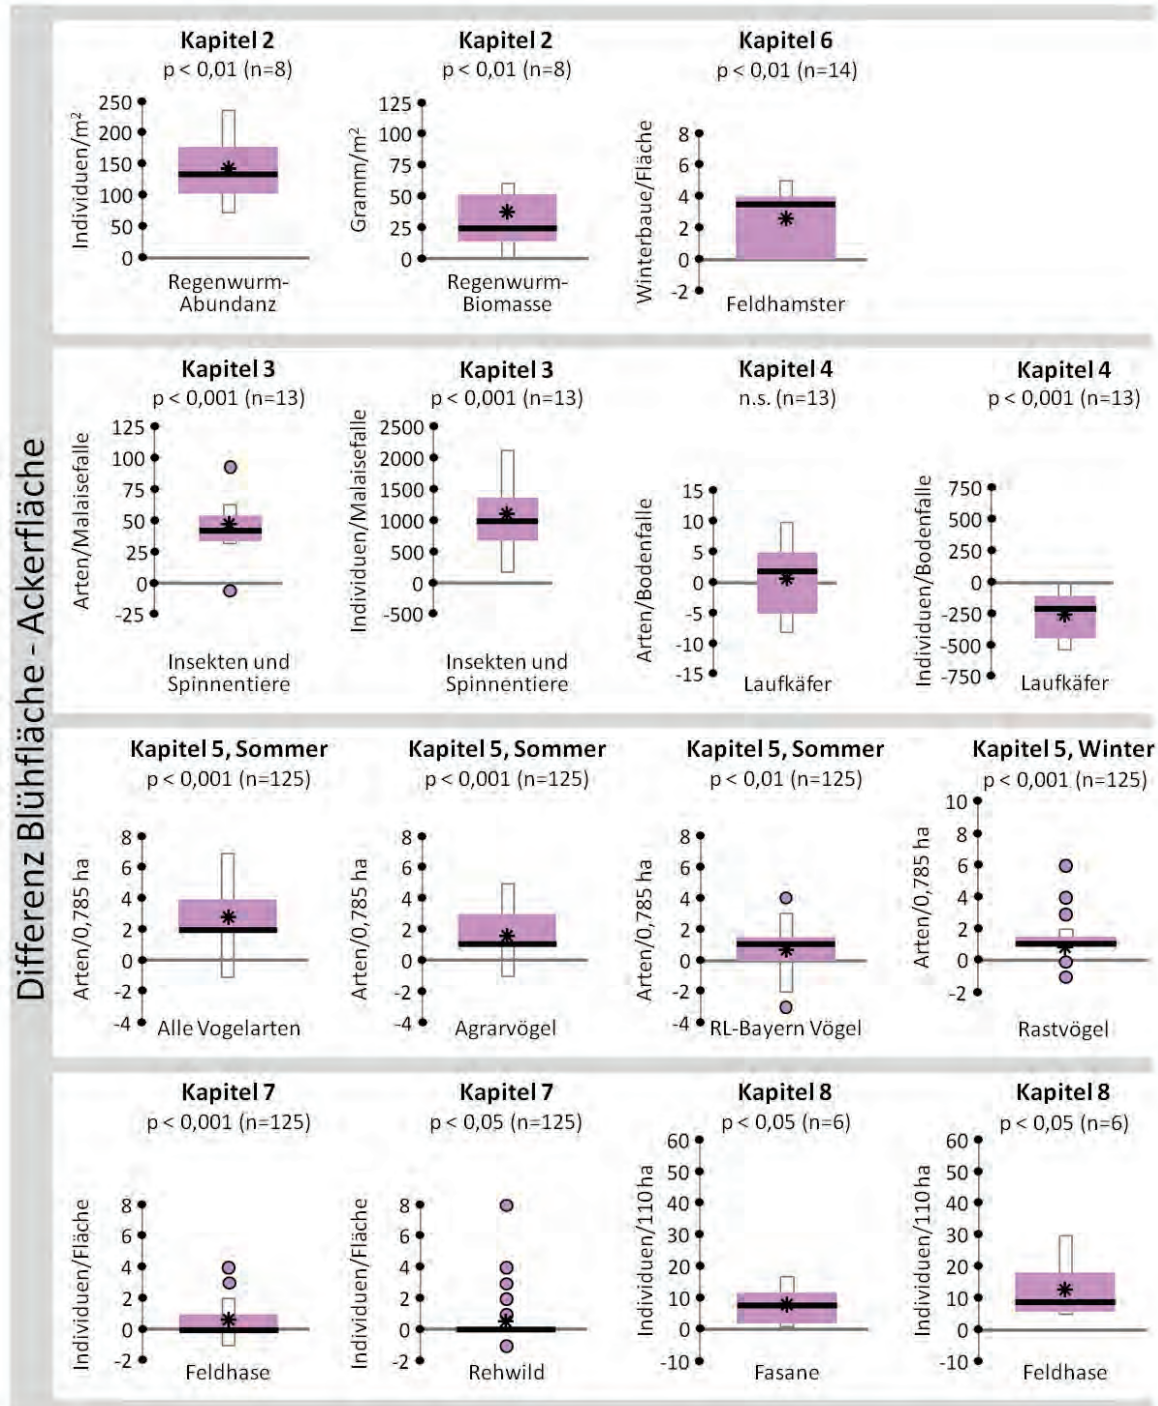 Differenz Blühfläche - Ackerfläche
Kapitel 2
p < 0,01 (n=8)
Individuen/m²
250
200
150
100
50
0
Regenwurm-
Abundanz
Kapitel 2
p < 0,01 (n=8)
Gramm/m²
125
100
75
50
25
0
Regenwurm-
Biomasse
Kapitel 6
p < 0,01 (n=14)
Winterbaue/Fläche
8
6
4
2
0
-2
Feldhamster
Kapitel 3
p < 0,001 (n=13)
Arten/Malaisefalle
125
100
75
50
25
0
-25
Insekten und
Spinnentiere
Kapitel 3
p < 0,001 (n=13)
Individuen/Malaisefalle
2500
2000
1500
1000
500
0
-500
Insekten und
Spinnentiere
Kapitel 4
n.s. (n=13)
Arten/Bodenfalle
15
10
5
0
-5
-10
-15
Laufkäfer
Kapitel 4
p < 0,001 (n=13)
Individuen/Bodenfalle
750
500
250
0
-250
-500
-750
Laufkäfer
Kapitel 5, Sommer
p < 0,001 (n=125)
Arten/0,785 ha
8
6
4
2
0
-2
-4
Alle Vogelarten
Kapitel 5, Sommer
p < 0,001 (n=125)
Arten/0,785 ha
8
6
4
2
0
-2
-4
Agrarvögel
Kapitel 5, Sommer
p < 0,01 (n=125)
Arten/0,785 ha
8
6
4
2
0
-2
-4
RL-Bayern Vögel
Kapitel 5, Winter
p < 0,001 (n=125)
Arten/0,785 ha
10
8
6
4
2
0
-2
Rastvögel
Kapitel 7
p < 0,001 (n=125)
Individuen/Fläche
8
6
4
2
0
-2
Feldhase
Kapitel 7
p < 0,05 (n=125)
Individuen/Fläche
8
6
4
2
0
-2
Rehwild
Kapitel 8
p < 0,05 (n=6)
Individuen/110 ha
60
50
40
30
20
10
0
-10
Fasane
Kapitel 8
p < 0,05 (n=6)
Individuen/110 ha
60
50
40
30
20
10
0
-10
Feldhase